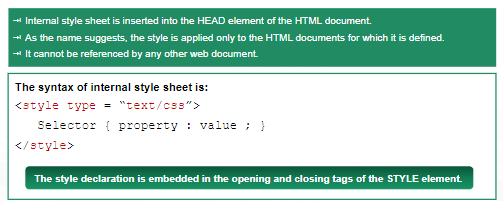 ⇥ Internal style sheet is inserted into the HEAD element of the HTML document.
⇥ As the name suggests, the style is applied only to the HTML documents for which it is defined.
⇥ It cannot be referenced by any other web document.
The syntax of internal style sheet is:
<style type = “text/css”>
Selector { property : value ; }
</style>
The style declaration is embedded in the opening and closing tags of the STYLE element.